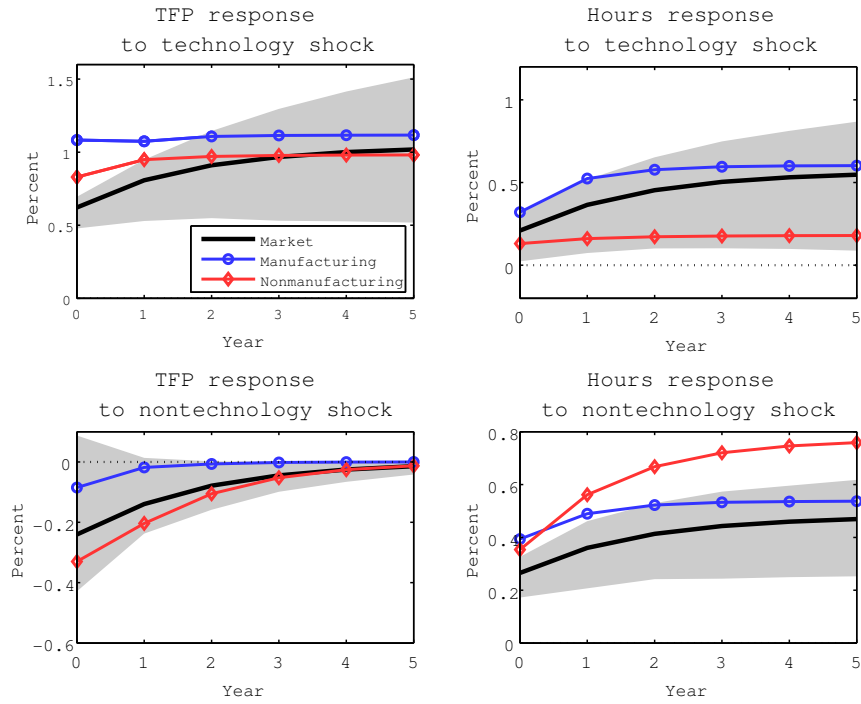 TFP response
to technology shock
1.5
1
0.5
0
Percent
Market
Manufacturing
Nonmanufacturing
0 1 2 3 4 5
Year
Hours response
to technology shock
1
0.5
0
Percent
0 1 2 3 4 5
Year
TFP response
to nontechnology shock
0
-0.2
-0.4
-0.6
Percent
0 1 2 3 4 5
Year
Hours response
to nontechnology shock
0.8
0.6
0.4
0.2
0
Percent
0 1 2 3 4 5
Year